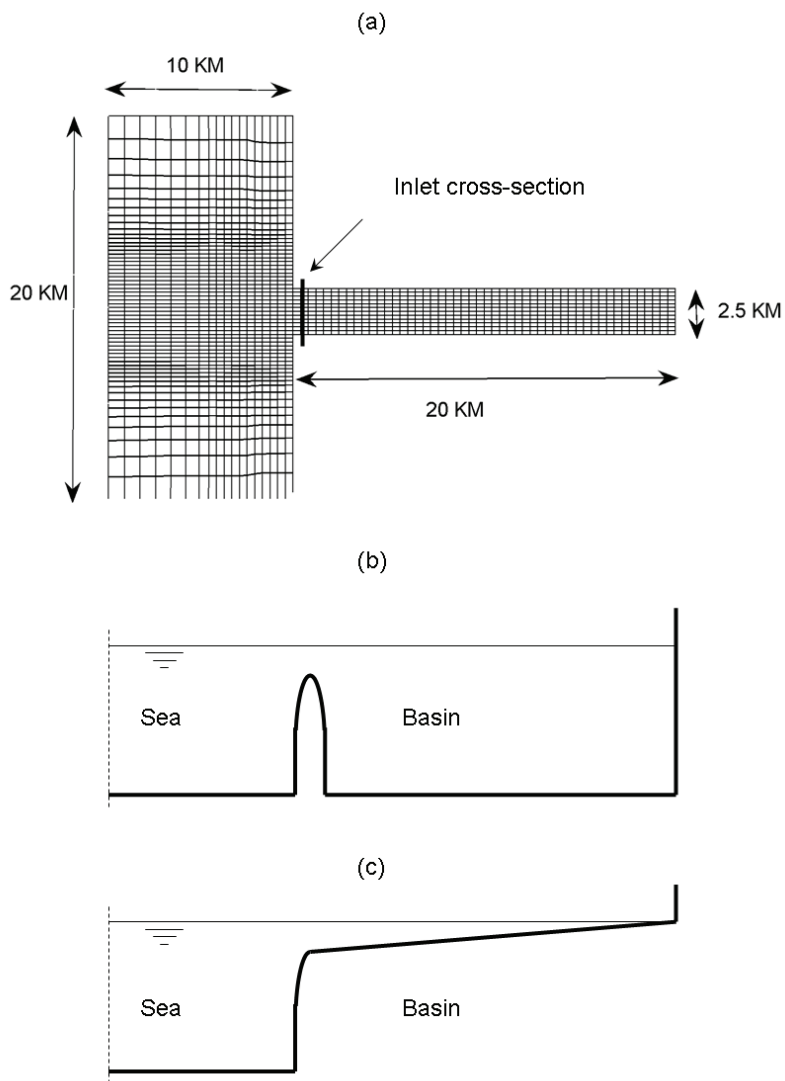 (a)
10 KM
Inlet cross-section
20 KM
2.5 KM
20 KM
(b)
Sea
Basin
(c)
Sea
Basin